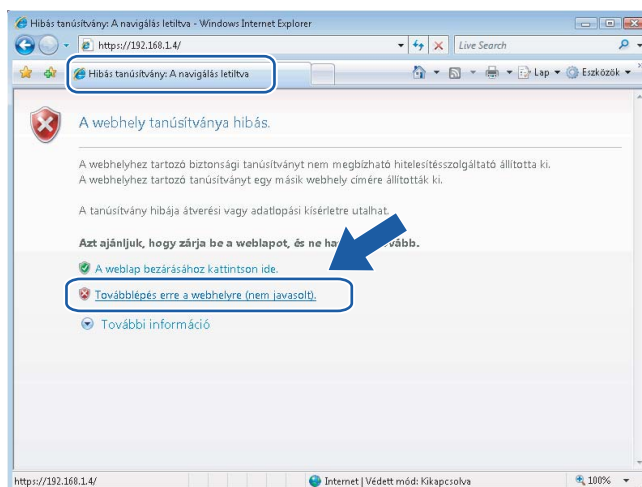 Hibás tanúsítvány: A navigálás letiltva - Windows Internet Explorer
https://192.168.1.4/
Live Search
Hibás tanúsítvány: A navigálás letiltva
Lap
Eszközök
A webhely tanúsítványa hibás.
A webhelyhez tartozó biztonsági tanúsítványt nem megbízható hitelesítésszolgáltató állította ki.
A webhelyhez tartozó tanúsítványt egy másik webhely címére állították ki.
A tanúsítvány hibája átverési vagy adatlopási kísérletre utalhat.
Azt ajánljuk, hogy zárja be a weblapot, és ne
A weblap bezárásához kattintson ide.
Továbblépés erre a webhelyre (nem javasolt).
További információ
https://192.168.1.4/
Internet | Védett mód: Kikapcsolva
100%